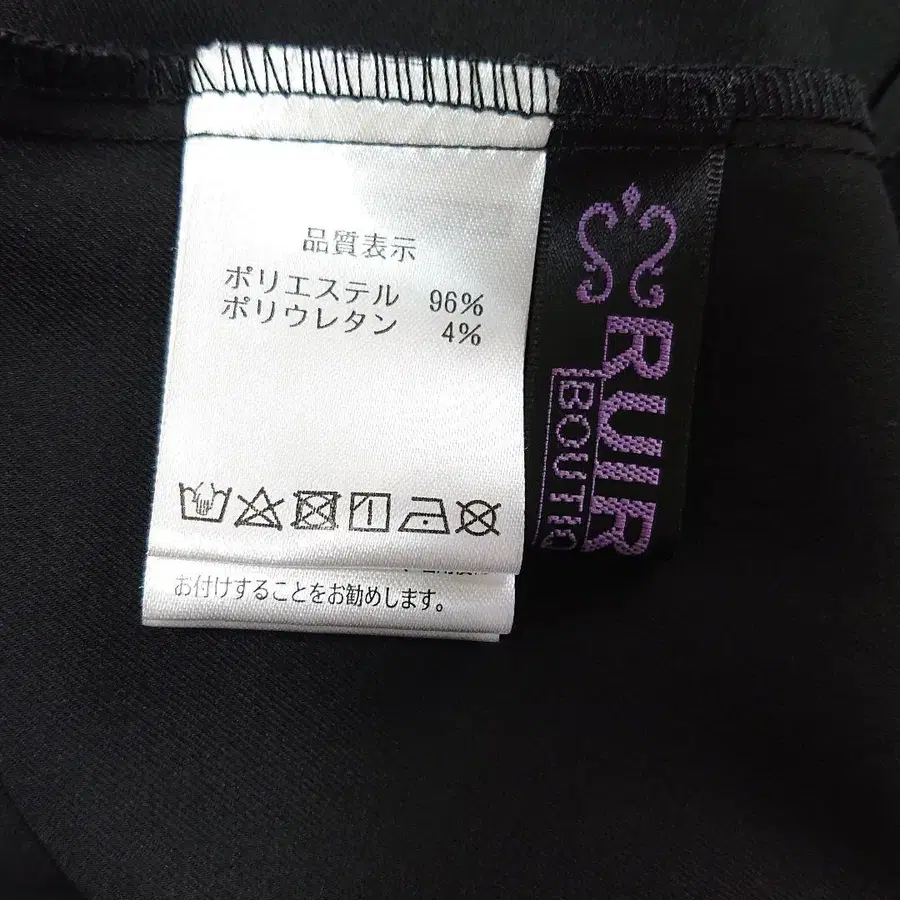 品質表示
ポリエステル 96%
ポリウレタン 4%
お付けすることをお勧めします。
RUIR
BOUTIQ